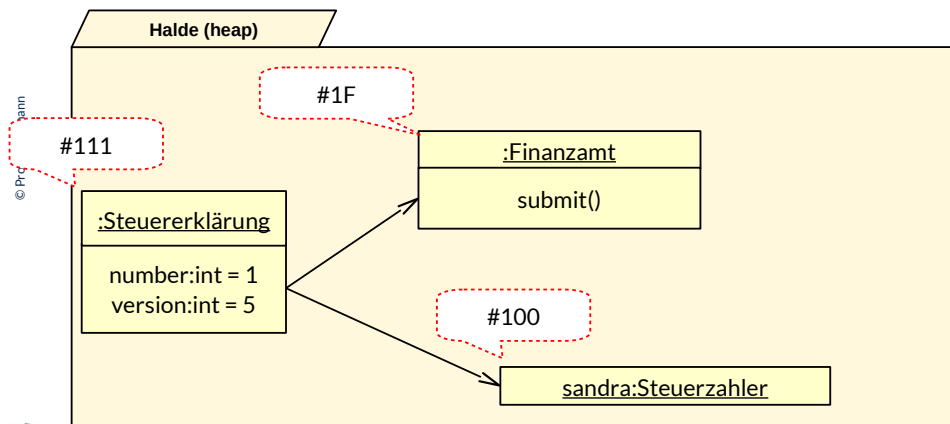 Halde (heap)
#1F
#111
:Finanzamt
submit()
:Steuererklärung
number:int = 1
version:int = 5
#100
sandra:Steuerzahler
©